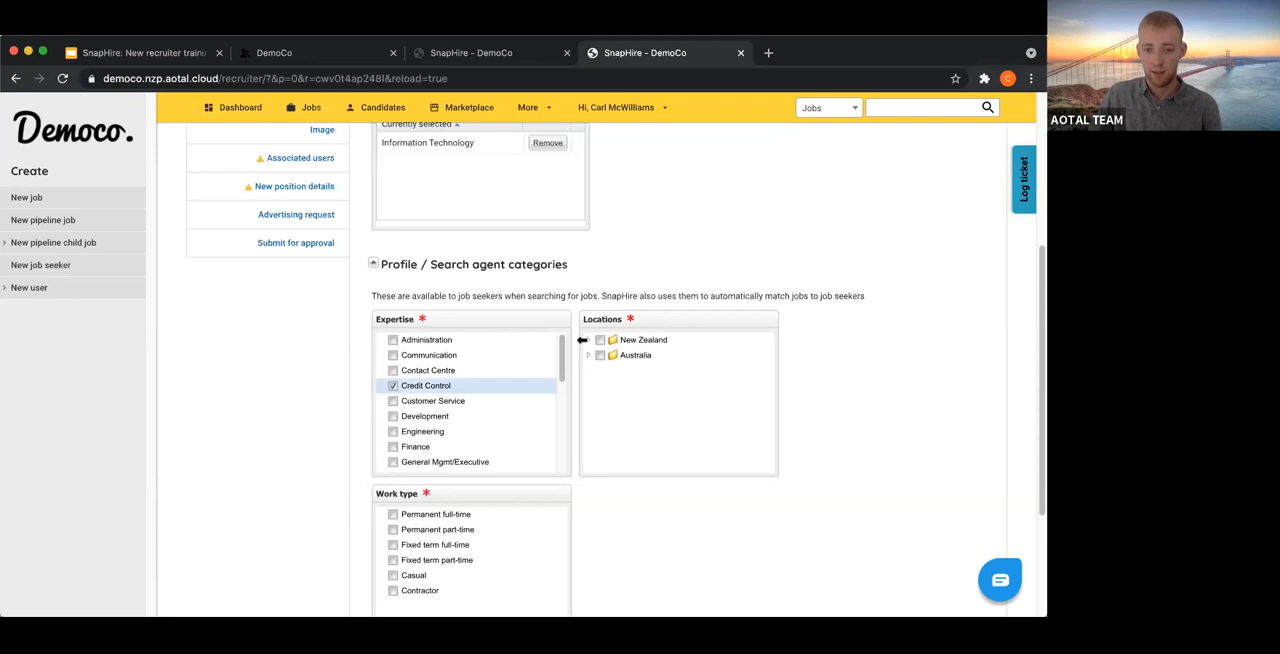 SnapHire: New recruiter traini
DemoCo
SnapHire - DemoCo
SnapHire - DemoCo
democo.nzp.aotal.cloud/recruiter/?&p=0&r=cwv0t4ap248l&reload=true
C
AOTAL TEAM
Democo.
Dashboard
Jobs
Candidates
Marketplace
More
Hi, Carl McWilliams
Jobs
Create
New job
New pipeline job
New pipeline child job
New job seeker
New user
Image
Associated users
New position details
Advertising request
Submit for approval
Currently selected
Information Technology
Remove
Log ticket
Profile / Search agent categories
These are available to job seekers when searching for jobs. SnapHire also uses them to automatically match jobs to job seekers.
Expertise *
Administration
Communication
Contact Centre
Credit Control
Customer Service
Development
Engineering
Finance
General Mgmt/Executive
Locations *
New Zealand
Australia
Work type *
Permanent full-time
Permanent part-time
Fixed term full-time
Fixed term part-time
Casual
Contractor